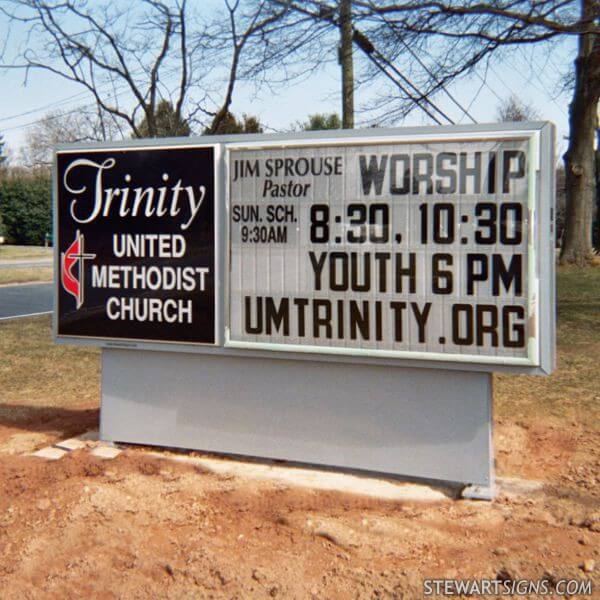 Trinity
UNITED
METHODIST
CHURCH
JIM SPROUSE
Pastor
SUN. SCH.
9:30AM
WORSHIP
8:30, 10:30
YOUTH 6 PM
UMTRINITY.ORG
STEWARTSIGNS.COM